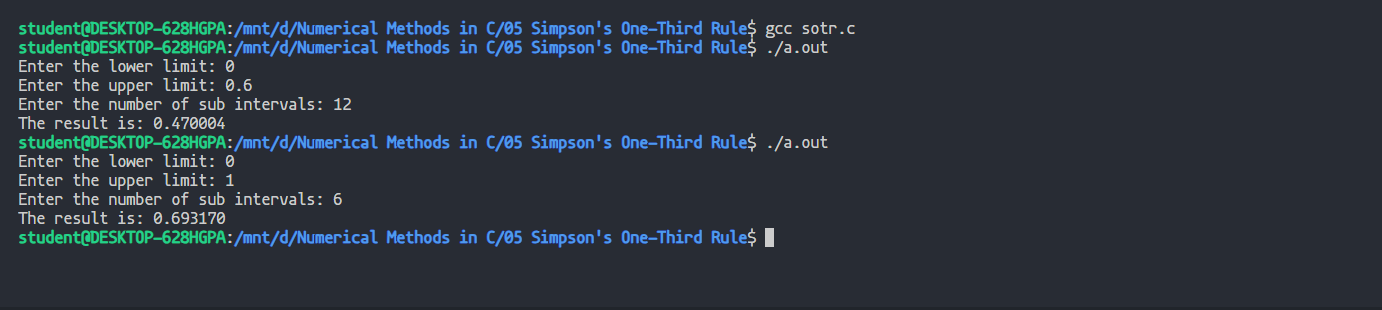 student@DESKTOP-628HGPA:/mnt/d/Numerical Methods in C/05 Simpson's One-Third Rule$ gcc sotr.c
student@DESKTOP-628HGPA:/mnt/d/Numerical Methods in C/05 Simpson's One-Third Rule$ ./a.out
Enter the lower limit: 0
Enter the upper limit: 0.6
Enter the number of sub intervals: 12
The result is: 0.470004
student@DESKTOP-628HGPA:/mnt/d/Numerical Methods in C/05 Simpson's One-Third Rule$ ./a.out
Enter the lower limit: 0
Enter the upper limit: 1
Enter the number of sub intervals: 6
The result is: 0.693170
student@DESKTOP-628HGPA:/mnt/d/Numerical Methods in C/05 Simpson's One-Third Rule$